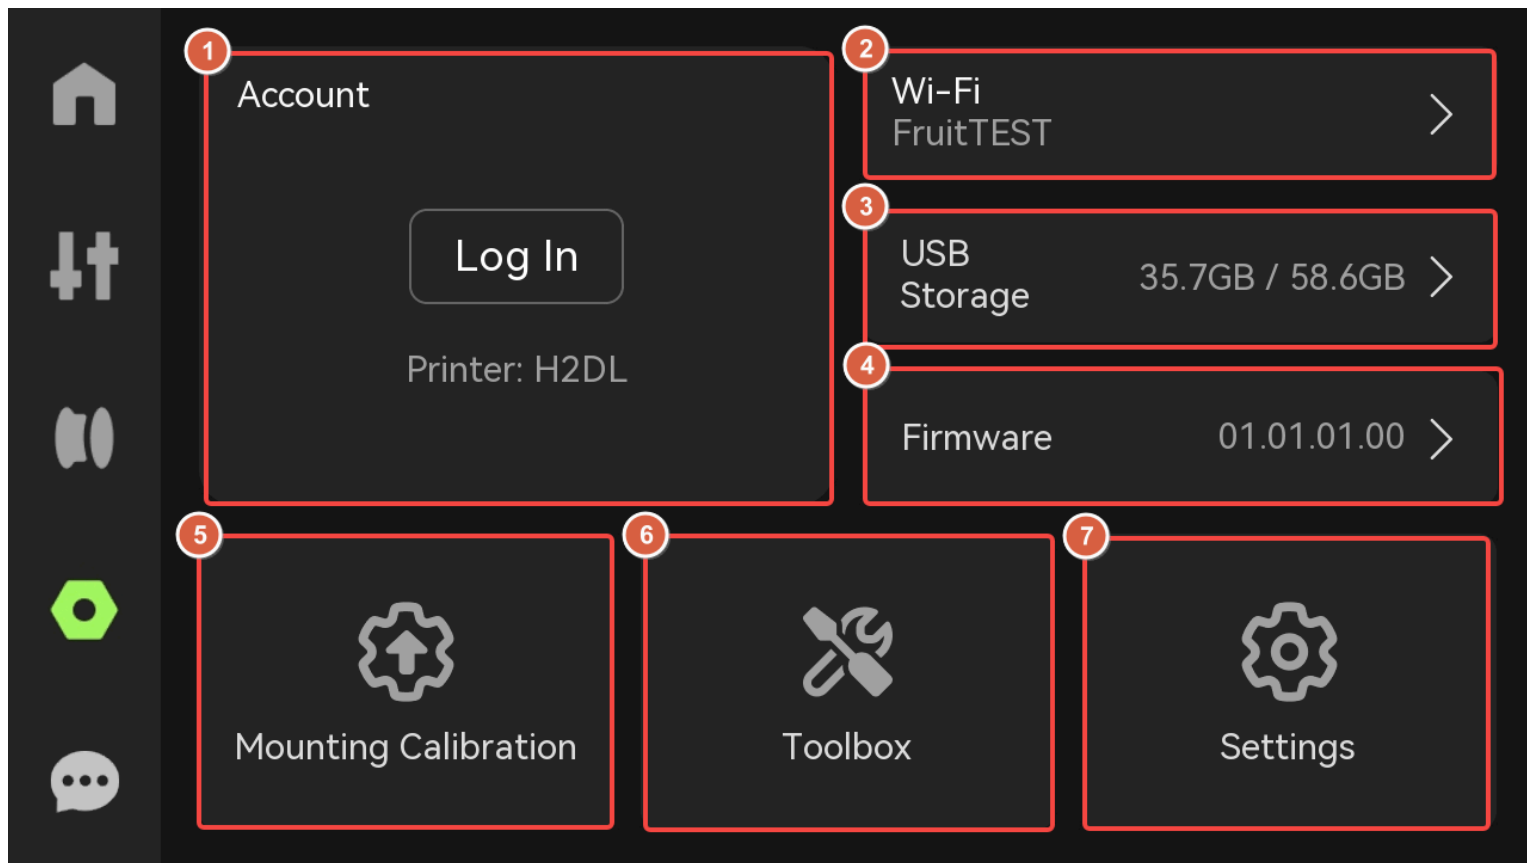 1
Account
Log In
Printer: H2DL
2
Wi-Fi
FruitTEST
3
USB
Storage
35.7GB / 58.6GB
4
Firmware
01.01.01.00
5
Mounting Calibration
6
Toolbox
7
Settings